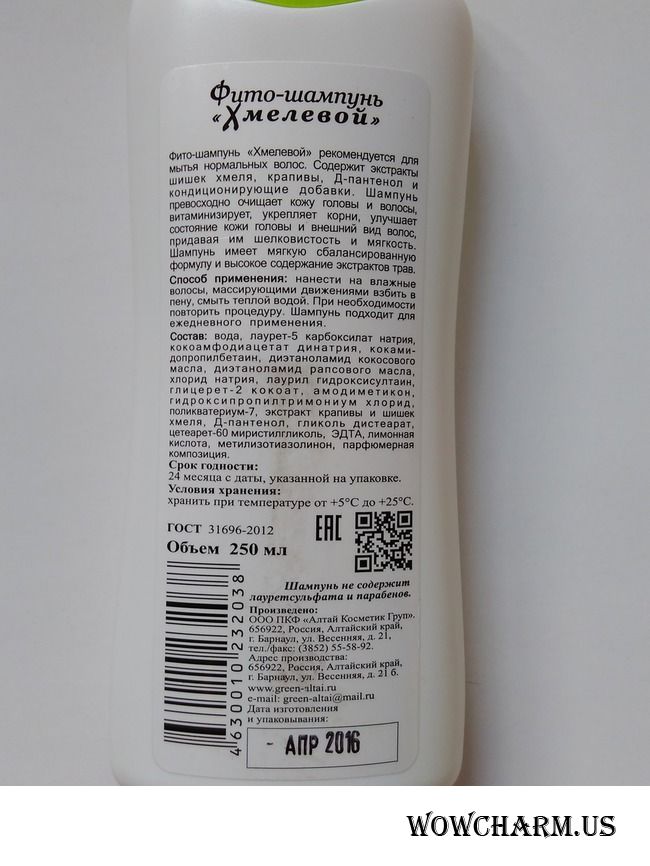 Фито-шампунь
«Хмелевой»
Фито-шампунь «Хмелевой» рекомендуется для
мытья нормальных волос. Содержит экстракты
шишек хмеля, крапивы, Д-пантенол и
кондиционирующие добавки. Шампунь
превосходно очищает кожу головы и волосы,
витаминизирует, укрепляет корни, улучшает
состояние кожи головы и внешний вид волос,
придавая им шелковистость и мягкость.
Шампунь имеет мягкую сбалансированную
формулу и высокое содержание экстрактов трав.
Способ применения: нанести на влажные
волосы, массирующими движениями взбить в
пену, смыть теплой водой. При необходимости
повторить процедуру. Шампунь подходит для
ежедневного применения.
Состав: вода, лаурет-5 карбоксилат натрия,
кокоамфодиацетат динатрия, коками-
допропилбетаин, диэтаноламид кокосового
масла, диэтаноламид рапсового масла,
хлорид натрия, лаурил гидроксисултаин,
глицерет-2 кокоат, амодиметикон,
гидроксипропилтримониум хлорид,
поликватериум-7, экстракт крапивы и шишек
хмеля, Д-пантенол, гликоль дистеарат,
цетеарет-60 миристилгликоль, ЭДТА, лимонная
кислота, метилизотиазолинон, парфюмерная
композиция.
Срок годности:
24 месяца с даты, указанной на упаковке.
Условия хранения:
хранить при температуре от +5°С до +25°С.
ГОСТ 31696-2012
EAC
Объем 250 мл
Шампунь не содержит
лауретсульфата и парабенов.
Произведено:
ООО ПКФ «Алтай Косметик Груп».
656922, Россия, Алтайский край,
г. Барнаул, ул. Весенняя, д. 21,
тел./факс: (3852) 55-58-92.
Адрес производства:
656922, Россия, Алтайский край,
г. Барнаул, ул. Весенняя, д. 21 б.
www.green-altai.com
e-mail: green-altai@mail.ru
Дата изготовления
и упаковывания:
- АПР 2016
4630010232038
WOWCHARM.US